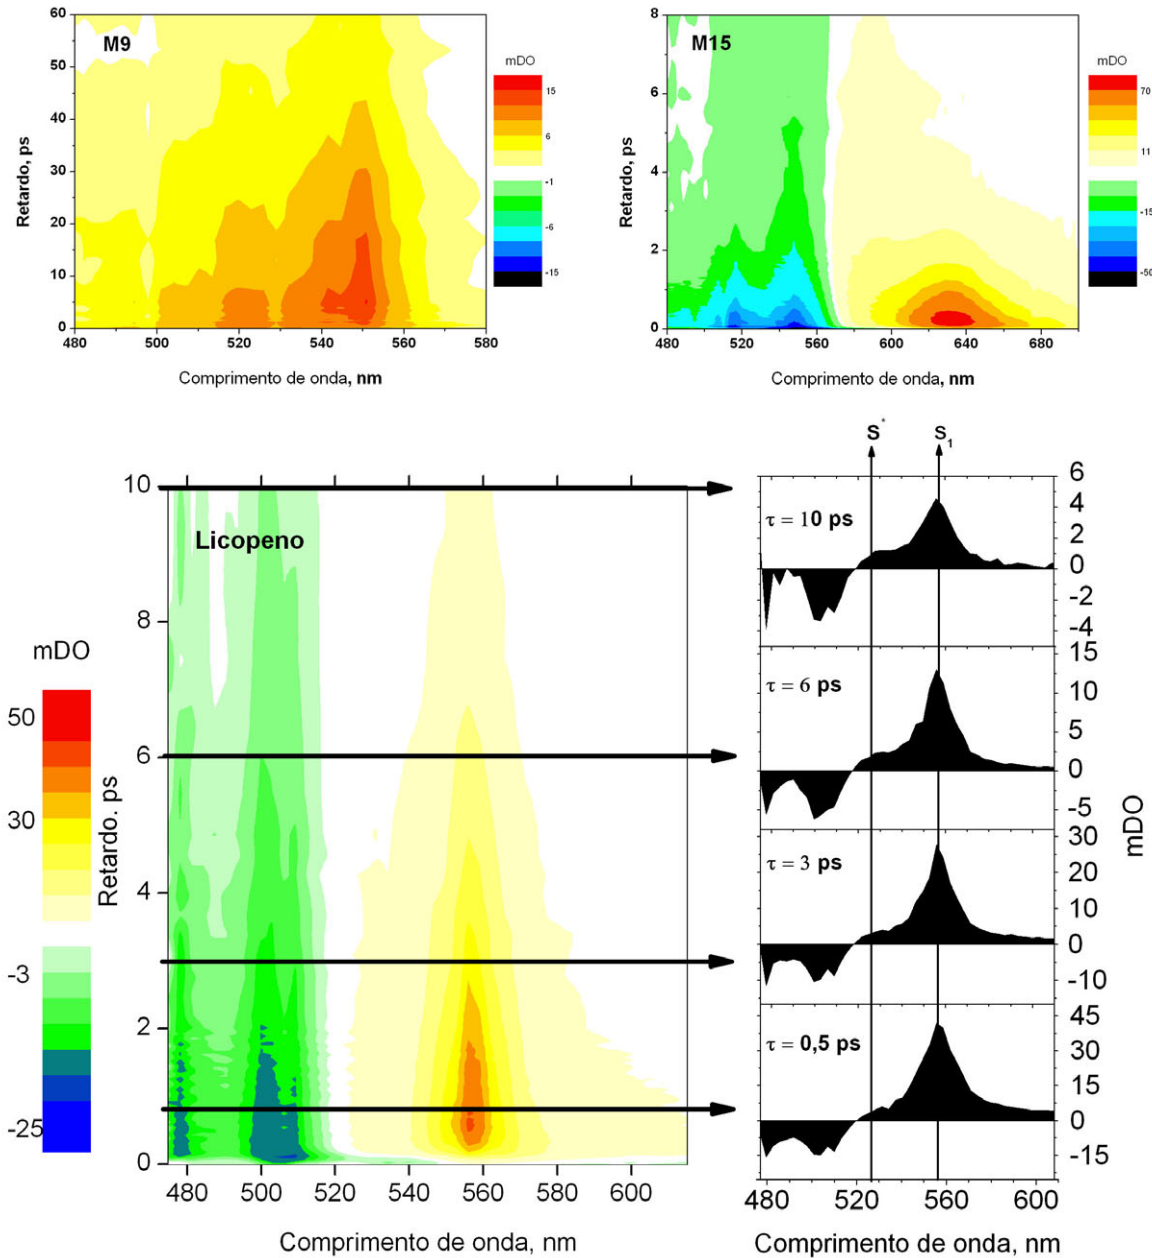 M9
Retardo, ps
60
50
40
30
20
10
0
480 500 520 540 560 580
Comprimento de onda, nm
mDO
15
6
-1
-6
-15
M15
Retardo, ps
8
6
4
2
0
480 520 560 600 640 680
Comprimento de onda, nm
mDO
70
11
-1
-15
-50
Licopeno
mDO
50
30
-3
-25
Retardo. ps
10
8
6
4
2
0
480 500 520 540 560 580 600
Comprimento de onda, nm
S* S1
τ = 10 ps
6
4
2
0
-2
-4
τ = 6 ps
15
10
5
0
-5
τ = 3 ps
30
20
10
0
-10
τ = 0,5 ps
45
30
15
0
-15
mDO
480 520 560 600
Comprimento de onda, nm